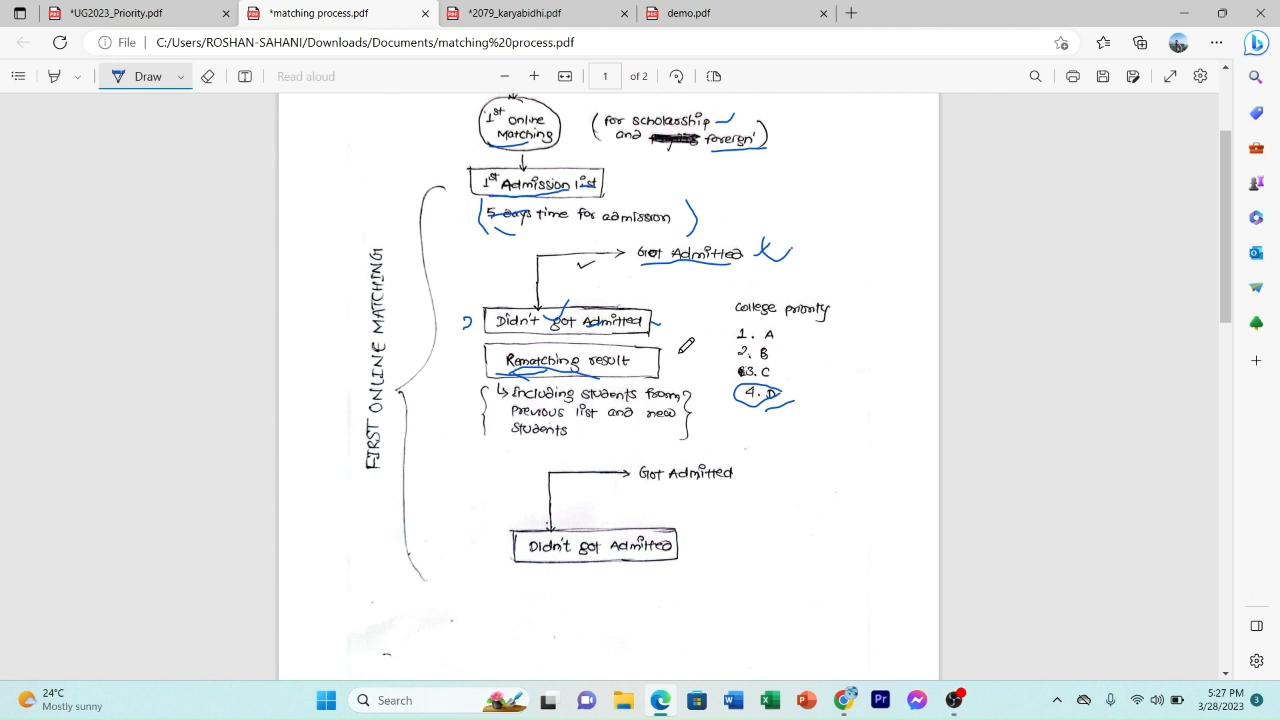 *UG2023_Priority.pdf
*matching process.pdf
*2079_karyabidhi.pdf
demo.pdf
File
C:/Users/ROSHAN-SAHANI/Downloads/Documents/matching%20process.pdf
Draw
Read aloud
1
of 2
1st Online
Matching
(for scholarship
and foreign')
1st Admission list
5 days time for admission
Got Admitted
FIRST ONLINE MATCHING
Didn't got Admitted
Rematching result
↳ Including students from
previous list and new
students
College priority
1. A
2. B
3. C
4. D
Got Admitted
Didn't got Admitted
24°C
Mostly sunny
Search
5:27 PM
3/28/2023
3